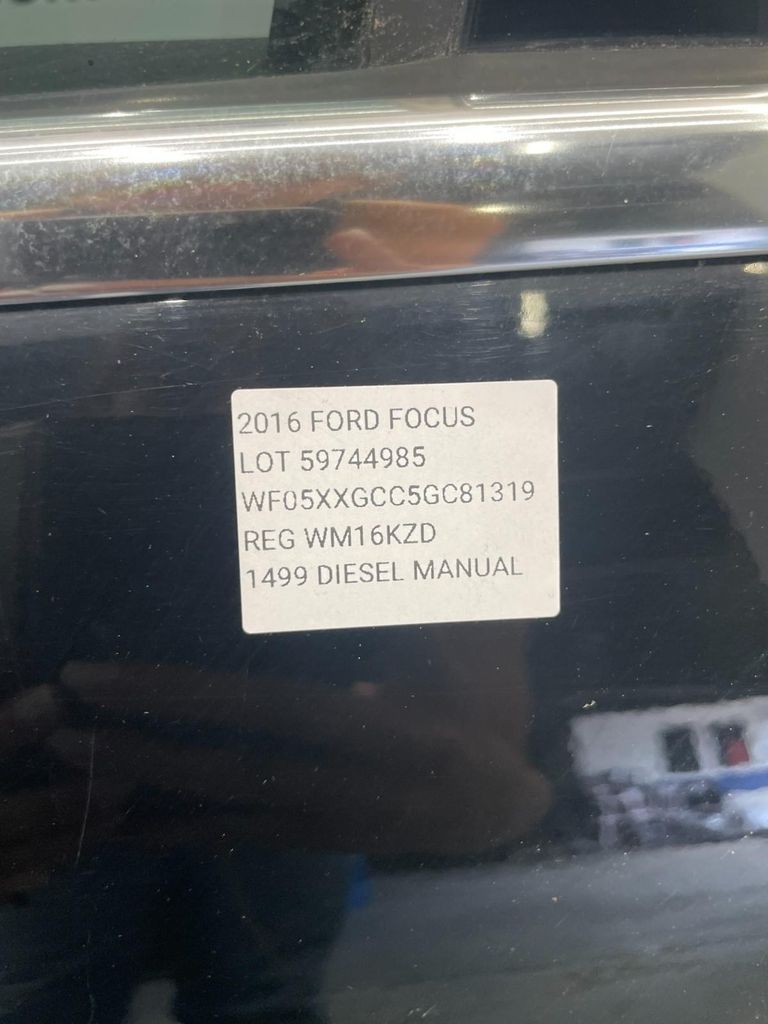 2016 FORD FOCUS
LOT 59744985
WF05XXGCC5GC81319
REG WM16KZD
1499 DIESEL MANUAL